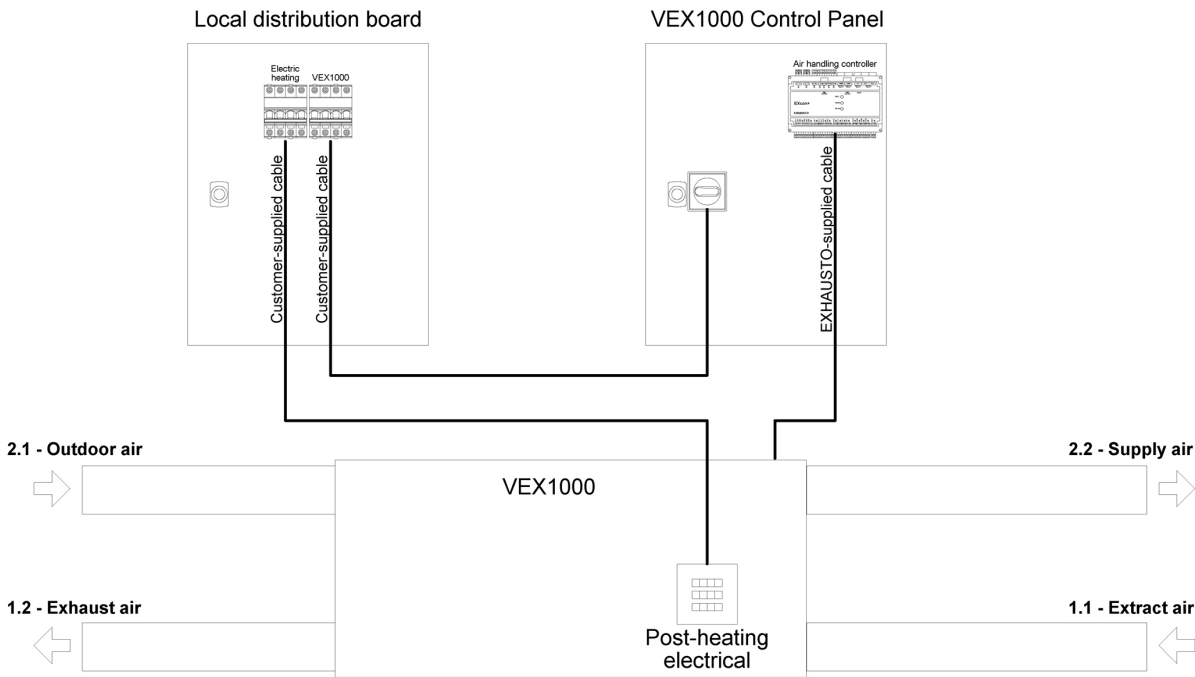 Local distribution board
VEX1000 Control Panel
Electric
heating
VEX1000
Air handling controller
EXcon+
EXHAUSTO
Customer-supplied cable
Customer-supplied cable
EXHAUSTO-supplied cable
2.1 - Outdoor air
2.2 - Supply air
VEX1000
1.2 - Exhaust air
1.1 - Extract air
Post-heating
electrical